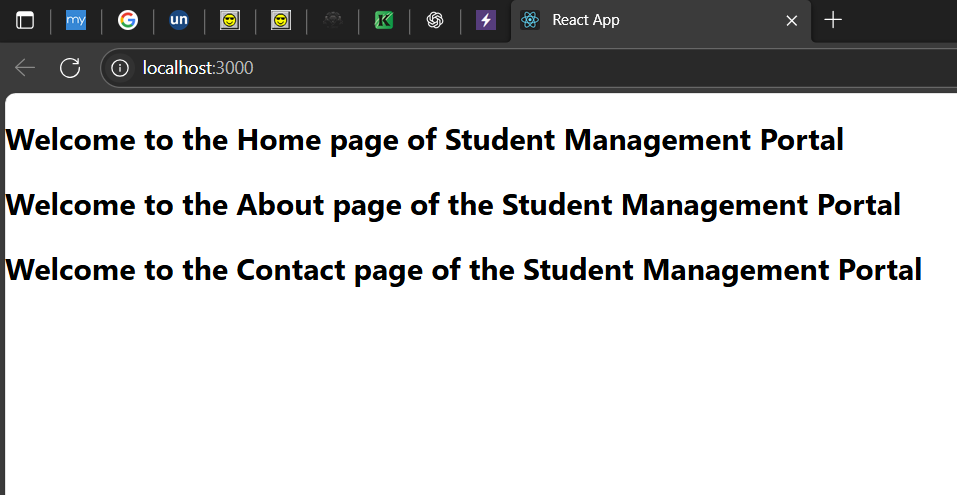 my
un
K
React App
localhost:3000
Welcome to the Home page of Student Management Portal
Welcome to the About page of the Student Management Portal
Welcome to the Contact page of the Student Management Portal